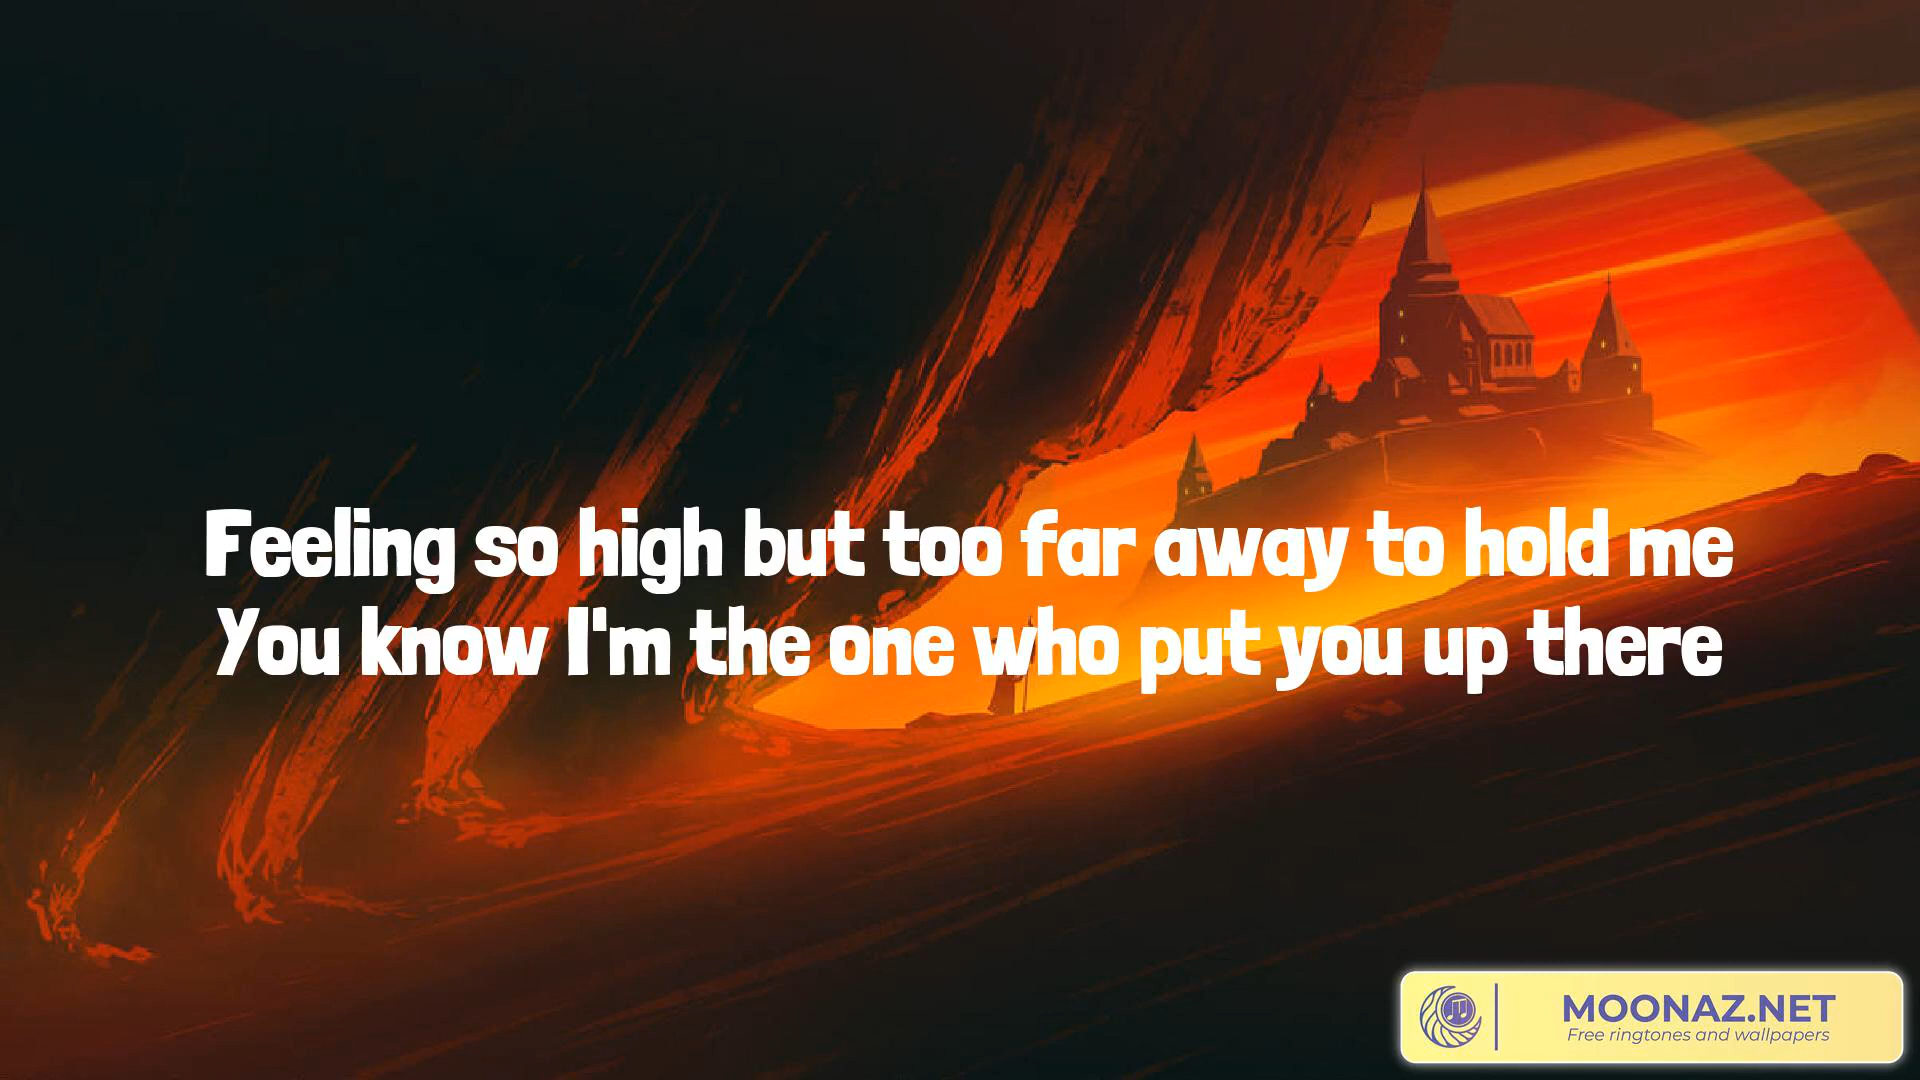 Feeling so high but too far away to hold me
You know I'm the one who put you up there
MOONAZ.NET
Free ringtones and wallpapers